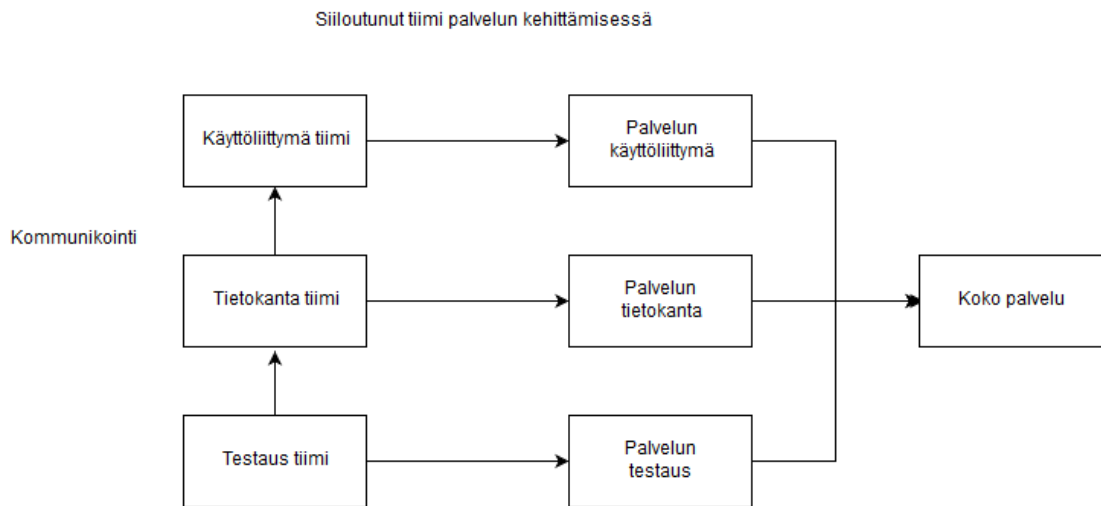 Siiloutunut tiimi palvelun kehittämisessä
Käyttöliittymä tiimi
Palvelun
käyttöliittymä
Kommunikointi
Tietokanta tiimi
Palvelun
tietokanta
Koko palvelu
Testaus tiimi
Palvelun
testaus